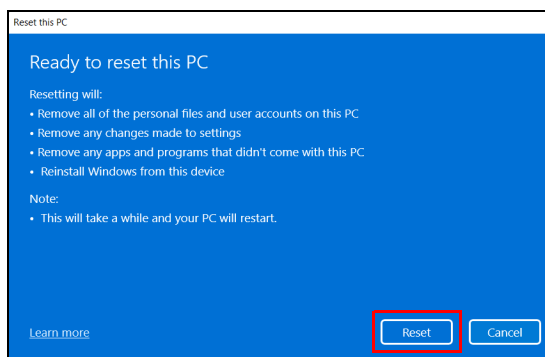 Reset this PC
Ready to reset this PC
Resetting will:
• Remove all of the personal files and user accounts on this PC
• Remove any changes made to settings
• Remove any apps and programs that didn't come with this PC
• Reinstall Windows from this device
Note:
• This will take a while and your PC will restart.
Learn more
Reset
Cancel